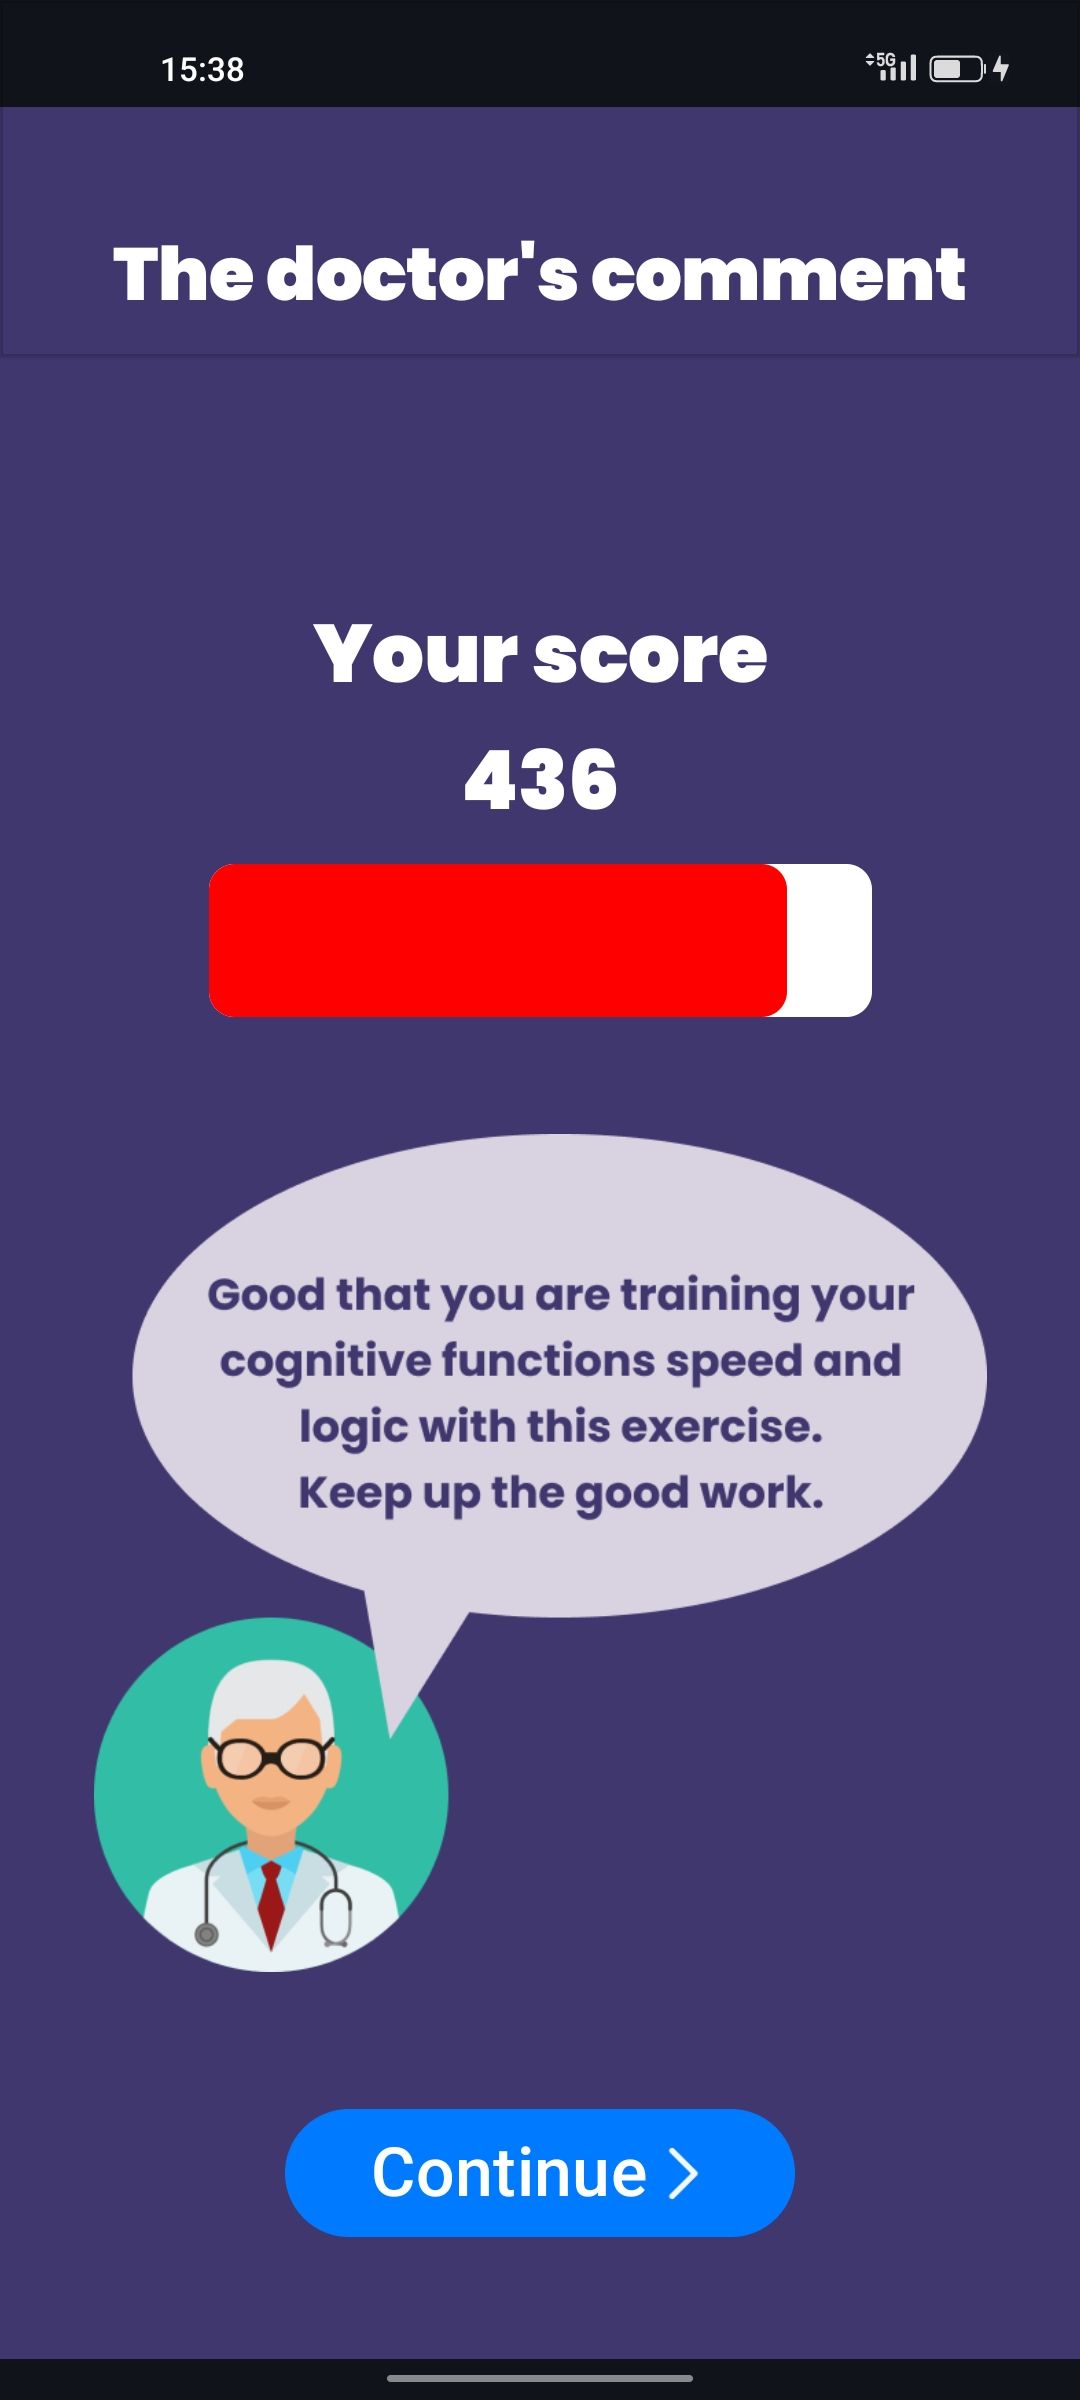 15:38
5G
The doctor's comment
Your score
436
Good that you are training your
cognitive functions speed and
logic with this exercise.
Keep up the good work.
Continue